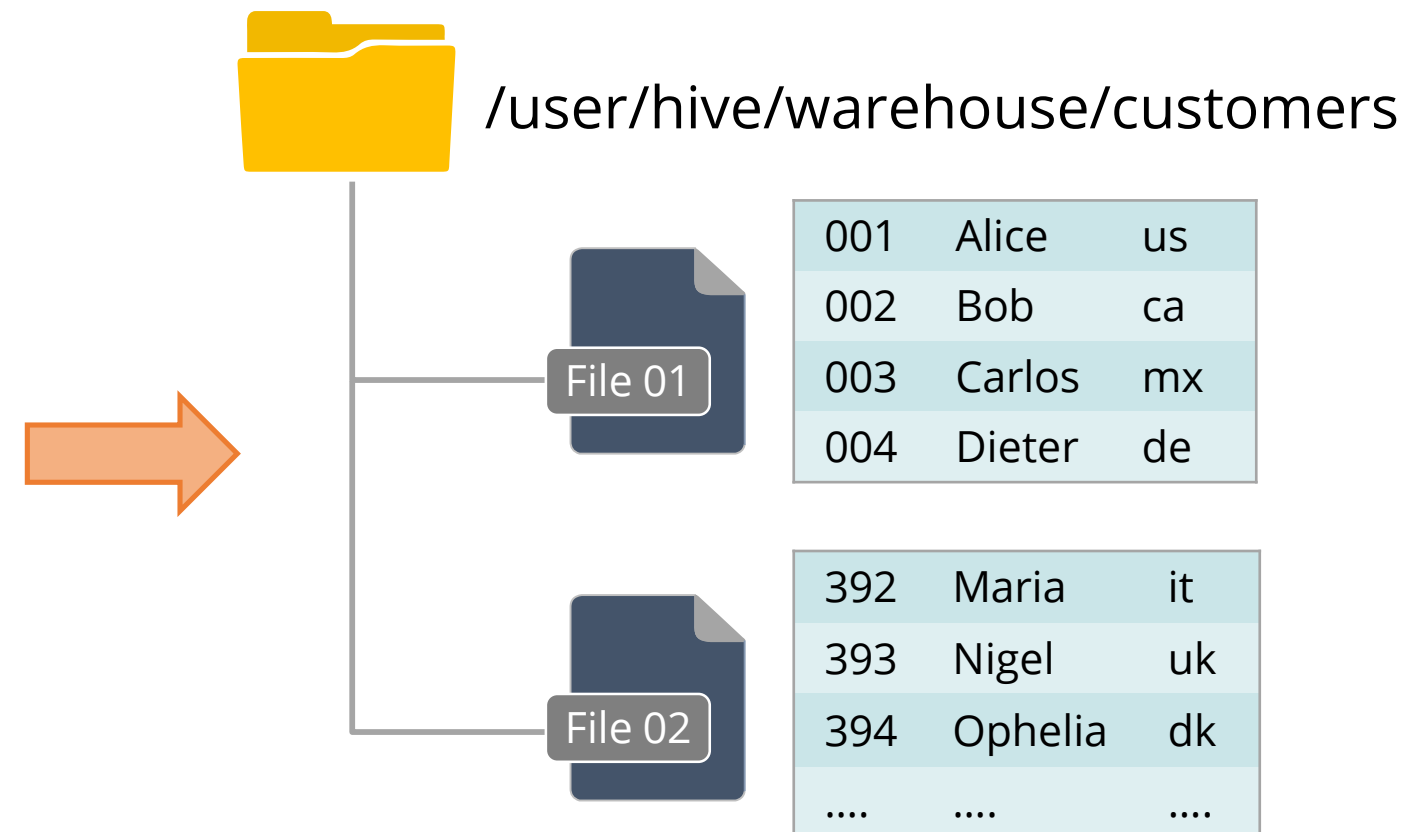 /user/hive/warehouse/customers
File 01
001 Alice us
002 Bob ca
003 Carlos mx
004 Dieter de
File 02
392 Maria it
393 Nigel uk
394 Ophelia dk
.... .... ....